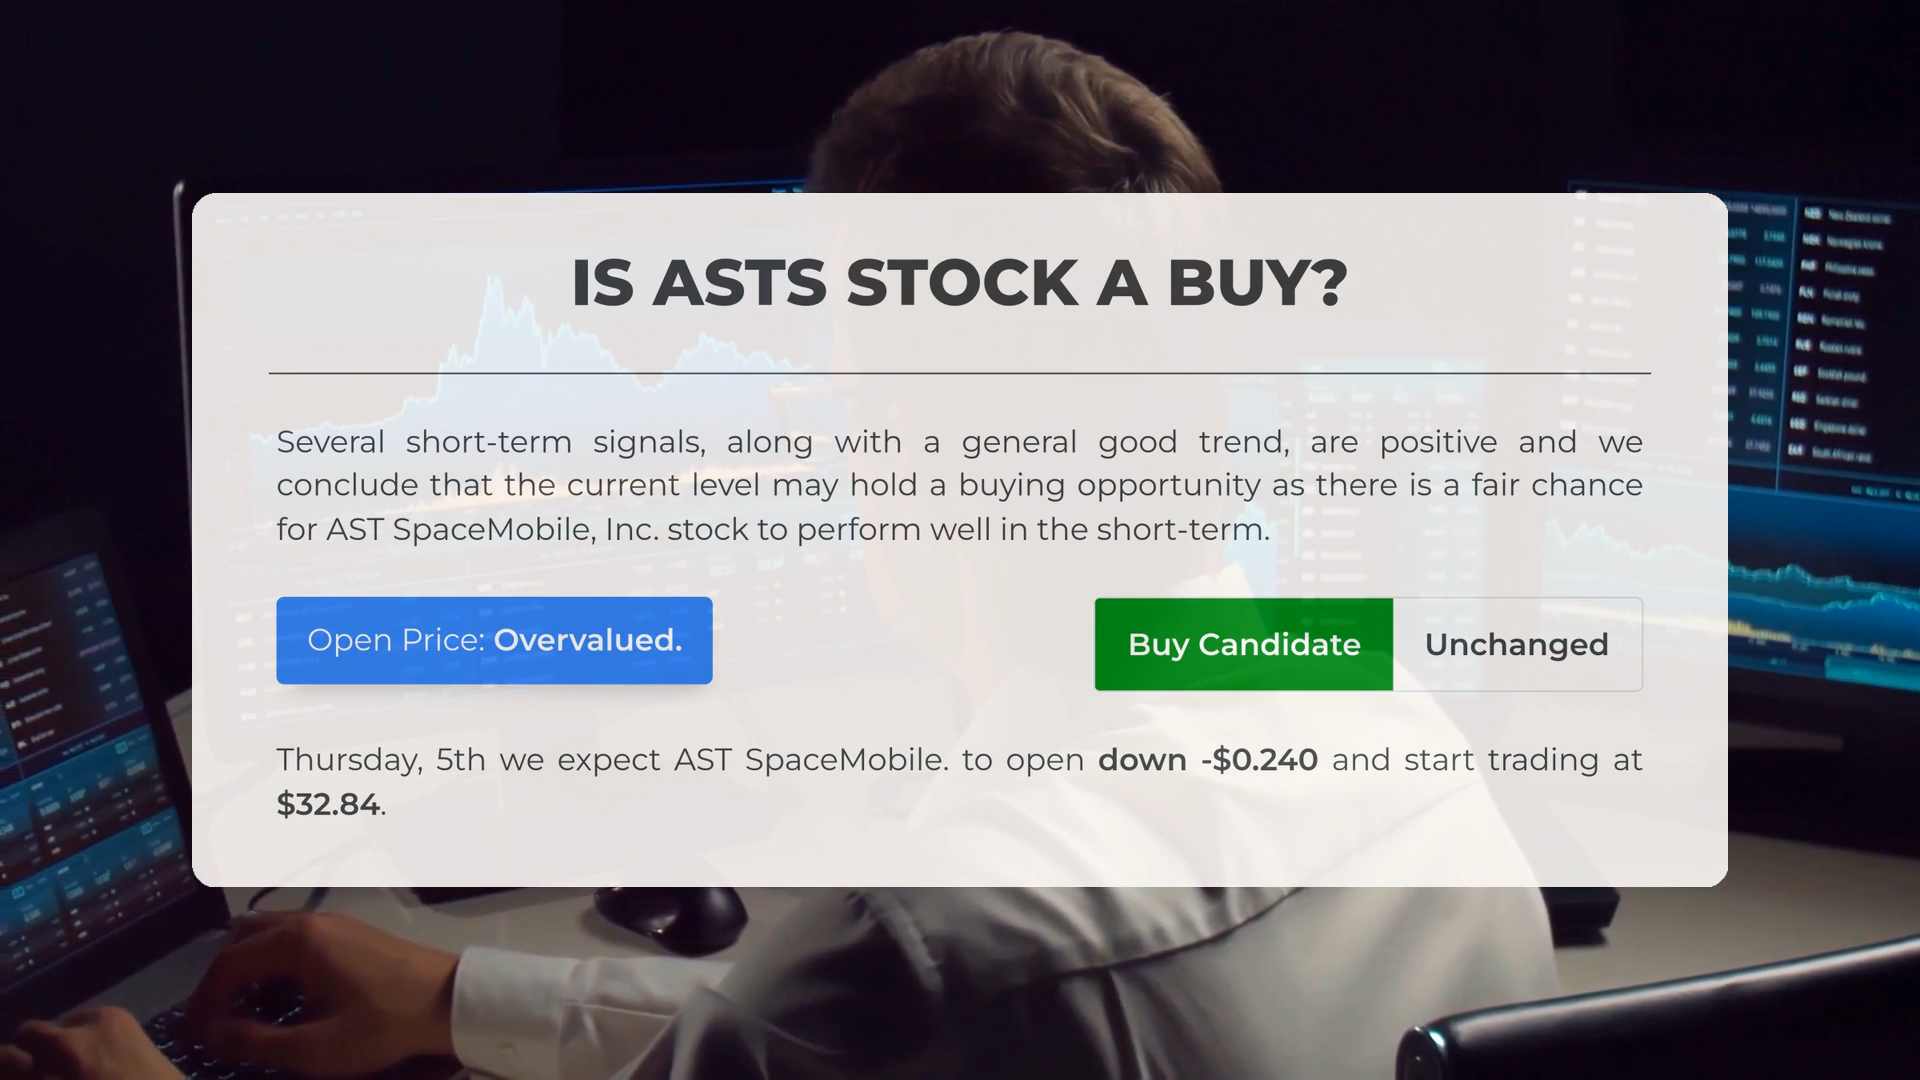 IS ASTS STOCK A BUY?
Several short-term signals, along with a general good trend, are positive and we
conclude that the current level may hold a buying opportunity as there is a fair chance
for AST SpaceMobile, Inc. stock to perform well in the short-term.
Open Price: Overvalued.
Buy Candidate Unchanged
Thursday, 5th we expect AST SpaceMobile. to open down -$0.240 and start trading at
$32.84.